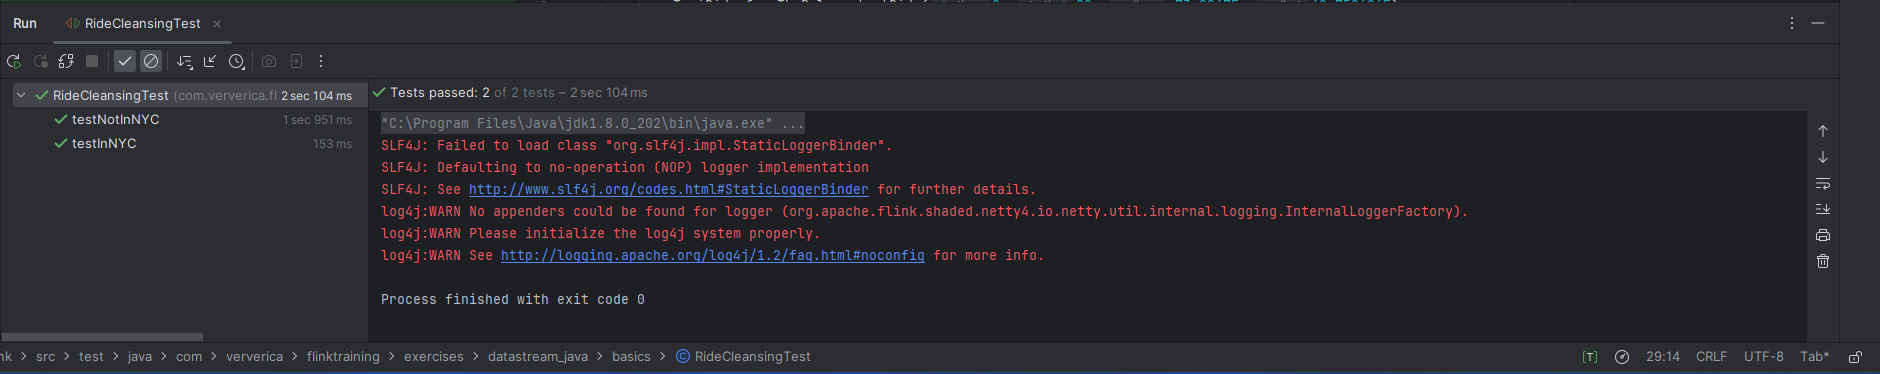 Run RideCleansingTest
RideCleansingTest (com.ververica.fl 2 sec 104 ms
testNotInNYC 1 sec 951 ms
testInNYC 153 ms
Tests passed: 2 of 2 tests – 2 sec 104 ms
"C:\Program Files\Java\jdk1.8.0_202\bin\java.exe" ...
SLF4J: Failed to load class "org.slf4j.impl.StaticLoggerBinder".
SLF4J: Defaulting to no-operation (NOP) logger implementation
SLF4J: See http://www.slf4j.org/codes.html#StaticLoggerBinder for further details.
log4j:WARN No appenders could be found for logger (org.apache.flink.shaded.netty4.io.netty.util.internal.logging.InternalLoggerFactory).
log4j:WARN Please initialize the log4j system properly.
log4j:WARN See http://logging.apache.org/log4j/1.2/faq.html#noconfig for more info.
Process finished with exit code 0
nk > src > test > java > com > ververica > flinktraining > exercises > datastream_java > basics > RideCleansingTest 29:14 CRLF UTF-8 Tab*